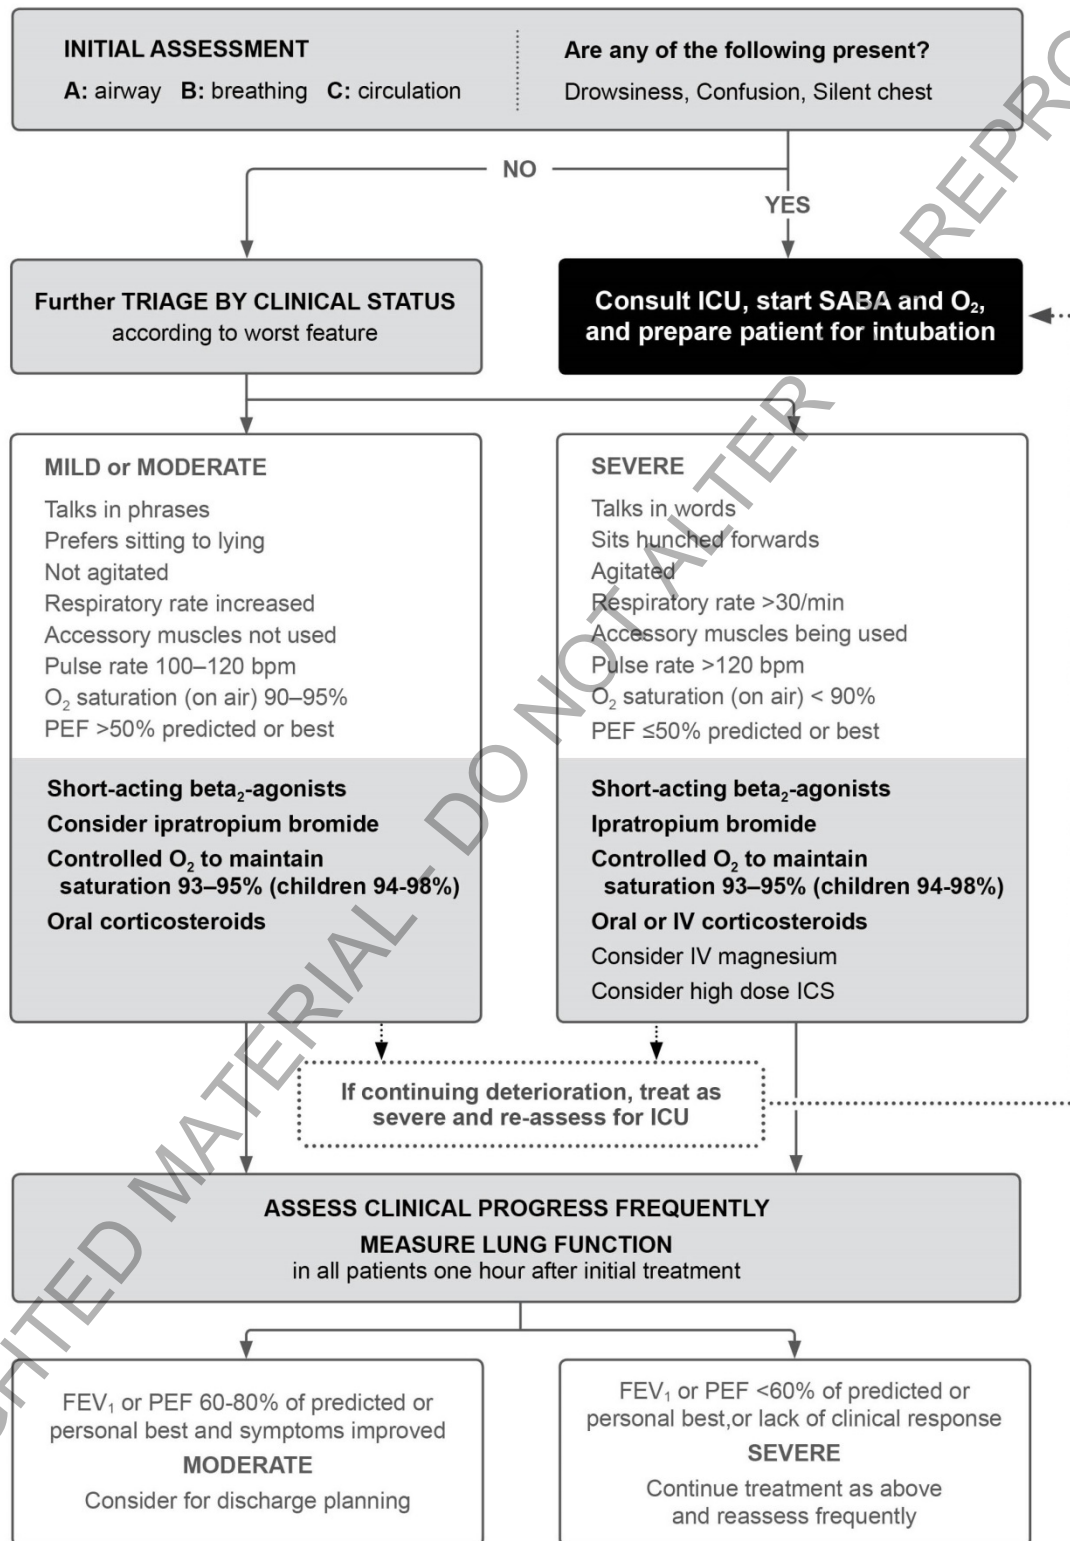 INITIAL ASSESSMENT
A: airway B: breathing C: circulation
Are any of the following present?
Drowsiness, Confusion, Silent chest
NO
YES
Further TRIAGE BY CLINICAL STATUS
according to worst feature
Consult ICU, start SABA and O₂,
and prepare patient for intubation
MILD or MODERATE
Talks in phrases
Prefers sitting to lying
Not agitated
Respiratory rate increased
Accessory muscles not used
Pulse rate 100–120 bpm
O₂ saturation (on air) 90–95%
PEF >50% predicted or best
Short-acting beta₂-agonists
Consider ipratropium bromide
Controlled O₂ to maintain
saturation 93–95% (children 94-98%)
Oral corticosteroids
SEVERE
Talks in words
Sits hunched forwards
Agitated
Respiratory rate >30/min
Accessory muscles being used
Pulse rate >120 bpm
O₂ saturation (on air) < 90%
PEF ≤50% predicted or best
Short-acting beta₂-agonists
Ipratropium bromide
Controlled O₂ to maintain
saturation 93–95% (children 94-98%)
Oral or IV corticosteroids
Consider IV magnesium
Consider high dose ICS
If continuing deterioration, treat as
severe and re-assess for ICU
ASSESS CLINICAL PROGRESS FREQUENTLY
MEASURE LUNG FUNCTION
in all patients one hour after initial treatment
FEV₁ or PEF 60-80% of predicted or
personal best and symptoms improved
MODERATE
Consider for discharge planning
FEV₁ or PEF <60% of predicted or
personal best,or lack of clinical response
SEVERE
Continue treatment as above
and reassess frequently
MATERIAL - DO NOT ALTER